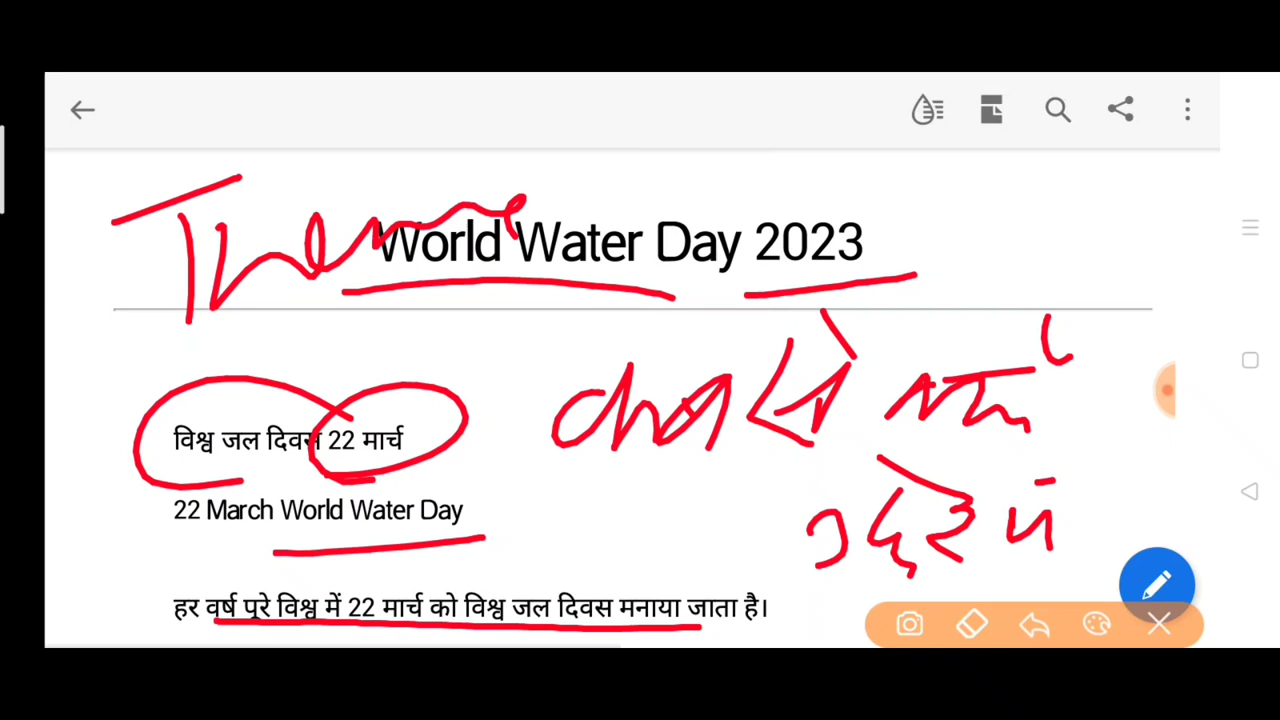 Theme
World Water Day 2023
विश्व जल दिवस 22 मार्च
22 March World Water Day
हर वर्ष पूरे विश्व में 22 मार्च को विश्व जल दिवस मनाया जाता है।